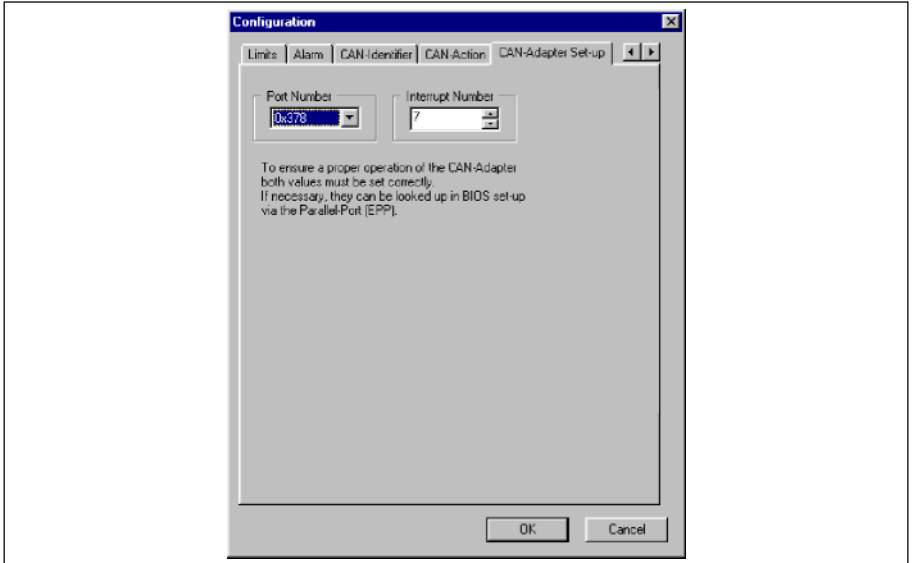 Configuration
Limits Alarm CAN-Identifier CAN-Action CAN-Adapter Set-up
Port Number Interrupt Number
0x378 7
To ensure a proper operation of the CAN-Adapter
both values must be set correctly.
If necessary, they can be looked up in BIOS set-up
via the Parallel-Port (EPP).
OK Cancel